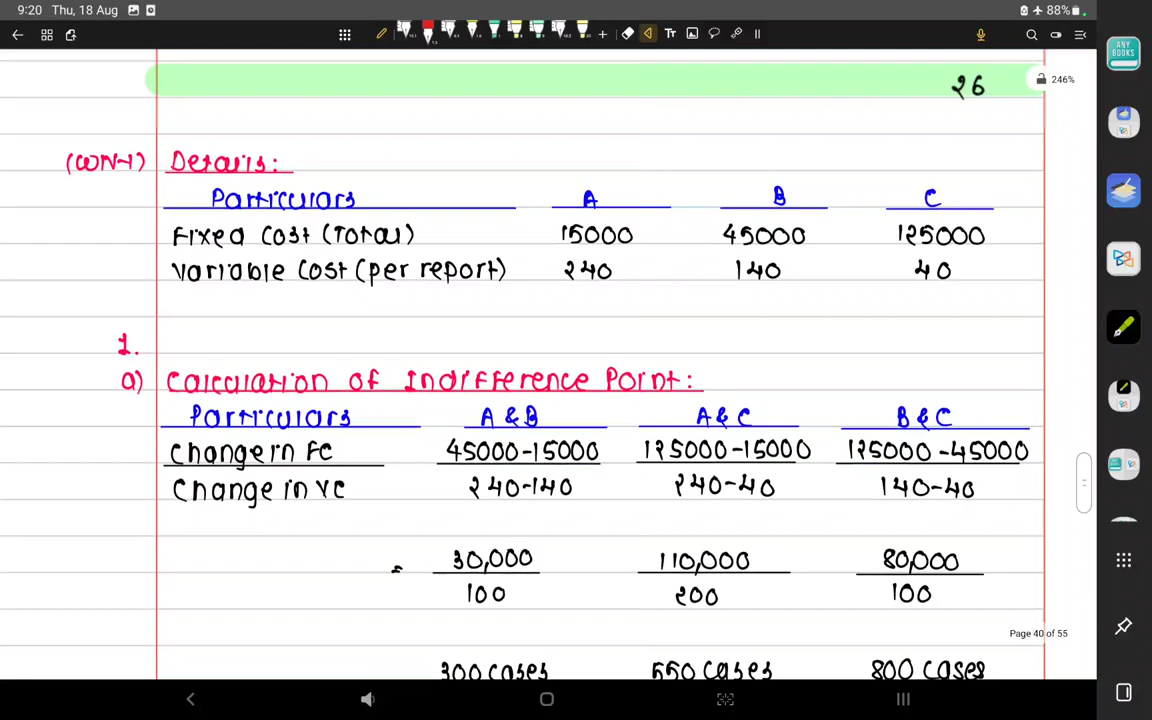 9:20 Thu, 18 Aug 88%
Tт
ANY BOOKS
26 246%
(WN-1) Details:
Particulars A B C
Fixed Cost (Total) 15000 45000 125000
Variable Cost (per report) 240 140 40
1.
a) Calculation of Indifference Point:
Particulars A & B A & C B & C
Change in FC 45000-15000 125000-15000 125000-45000
Change in VC 240-140 240-40 140-40
= 30,000 110,000 80,000
100 200 100
Page 40 of 55
300 cases 550 cases 800 cases